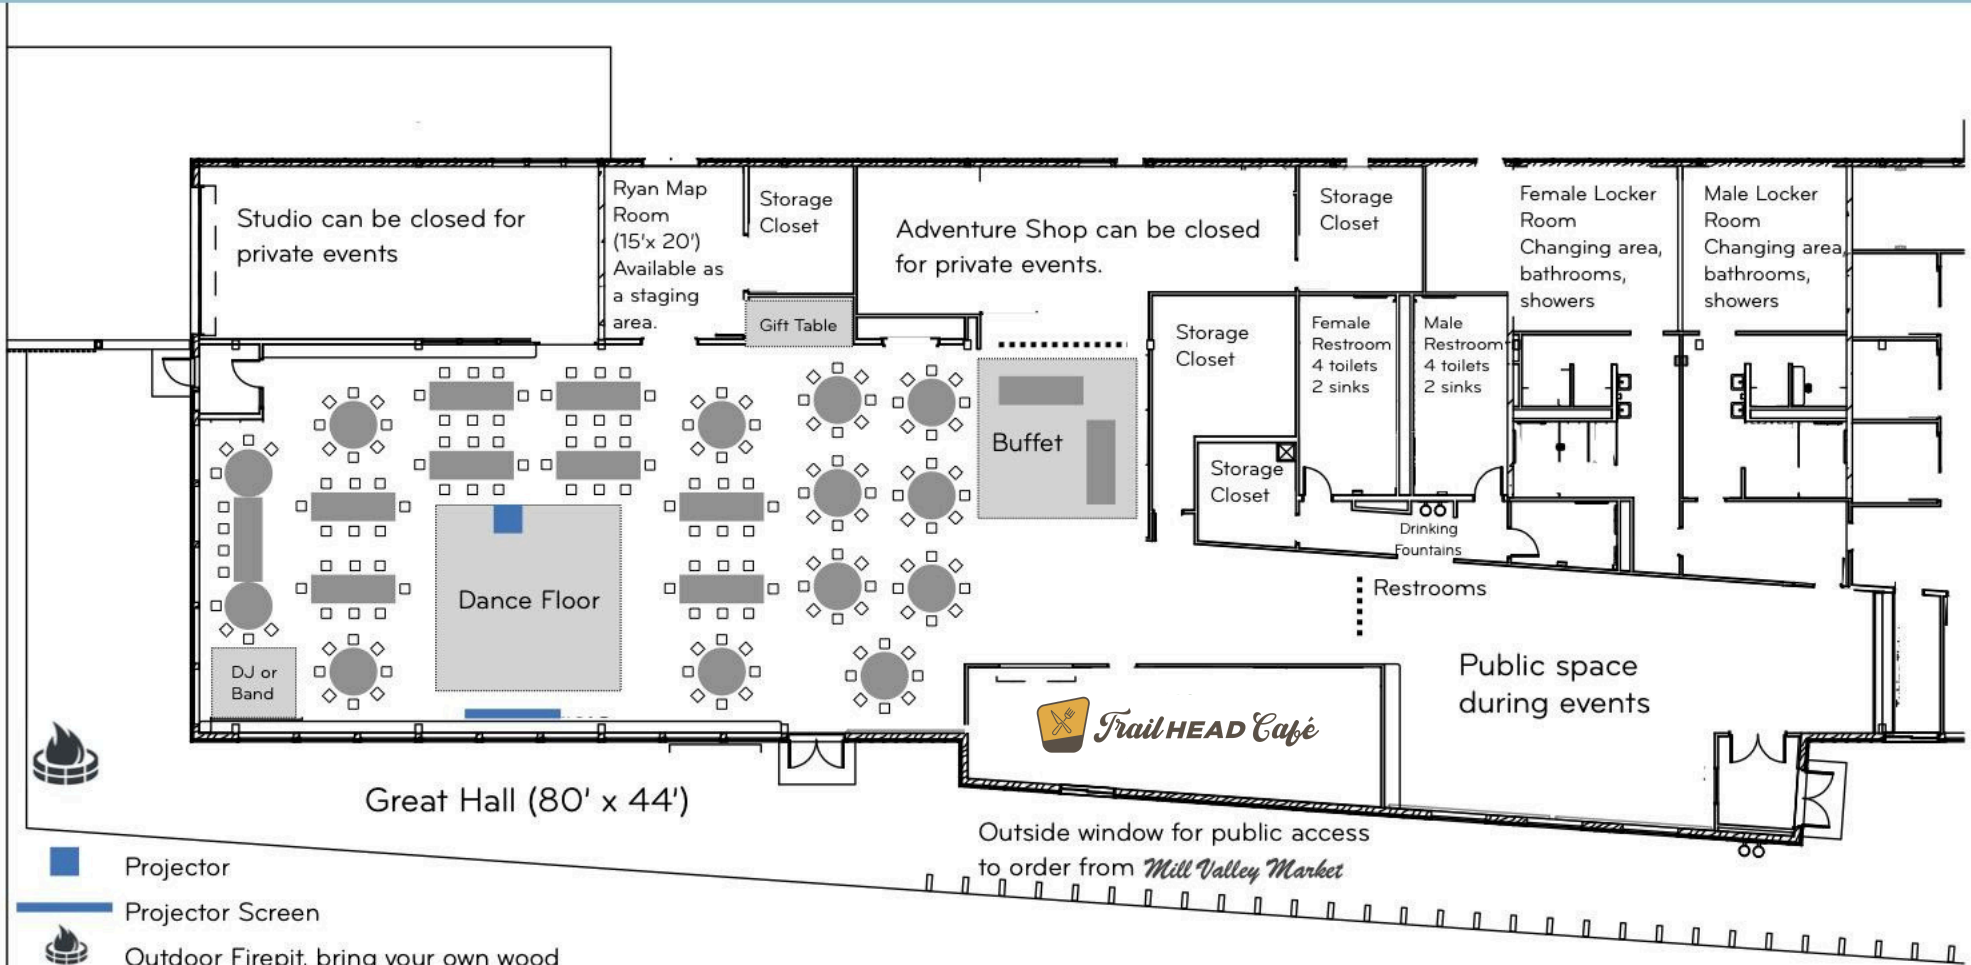 Studio can be closed for
private events
Ryan Map
Room
(15'x 20')
Available as
a staging
area.
Storage
Closet
Adventure Shop can be closed
for private events.
Storage
Closet
Female Locker
Room
Changing area,
bathrooms,
showers
Male Locker
Room
Changing area,
bathrooms,
showers
Gift Table
Storage
Closet
Female
Restroom
4 toilets
2 sinks
Male
Restroom
4 toilets
2 sinks
Buffet
Storage
Closet
Drinking
Fountains
Dance Floor
Restrooms
DJ or
Band
Public space
during events
TrailHEAD Café
Great Hall (80' x 44')
Outside window for public access
to order from Mill Valley Market
Projector
Projector Screen
Outdoor Firepit, bring your own wood